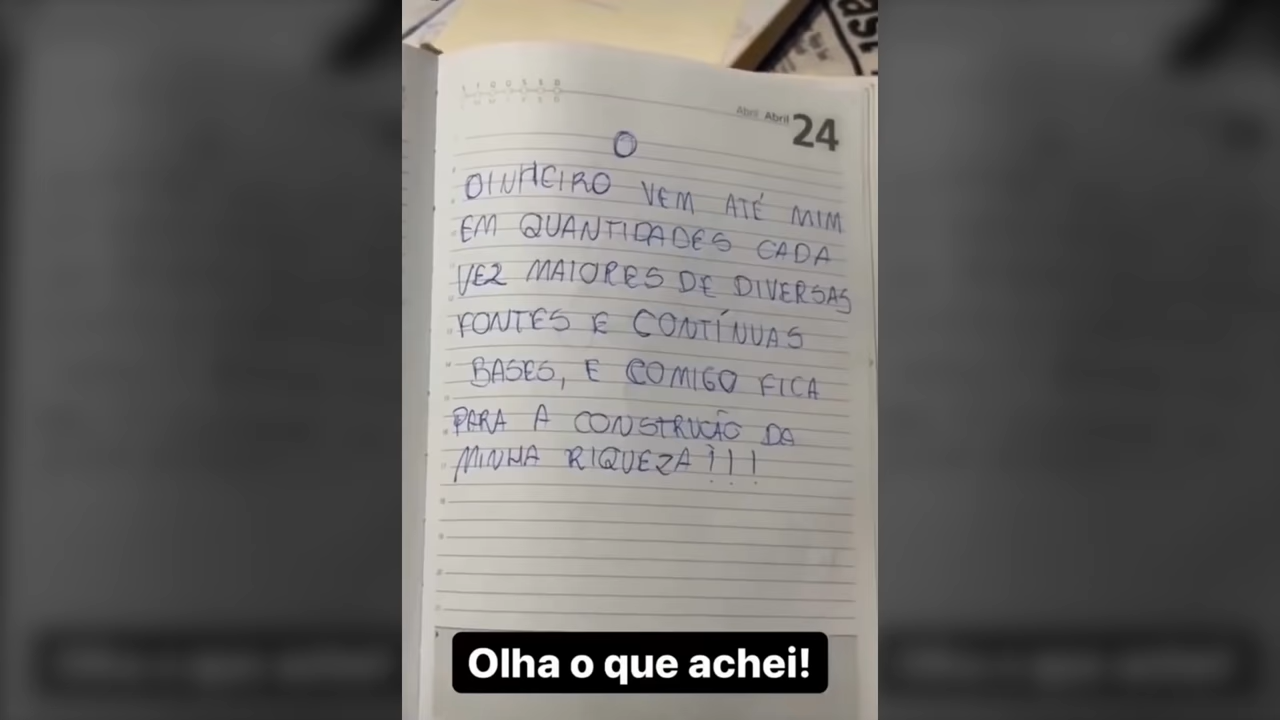 S T Q Q S S D
Abril Abril 24
O
DINHEIRO VEM ATÉ MIM
EM QUANTIDADES CADA
VEZ MAIORES DE DIVERSAS
FONTES E CONTÍNUAS
BASES, E COMIGO FICA
PARA A CONSTRUÇÃO DA
MINHA RIQUEZA!!!
Olha o que achei!